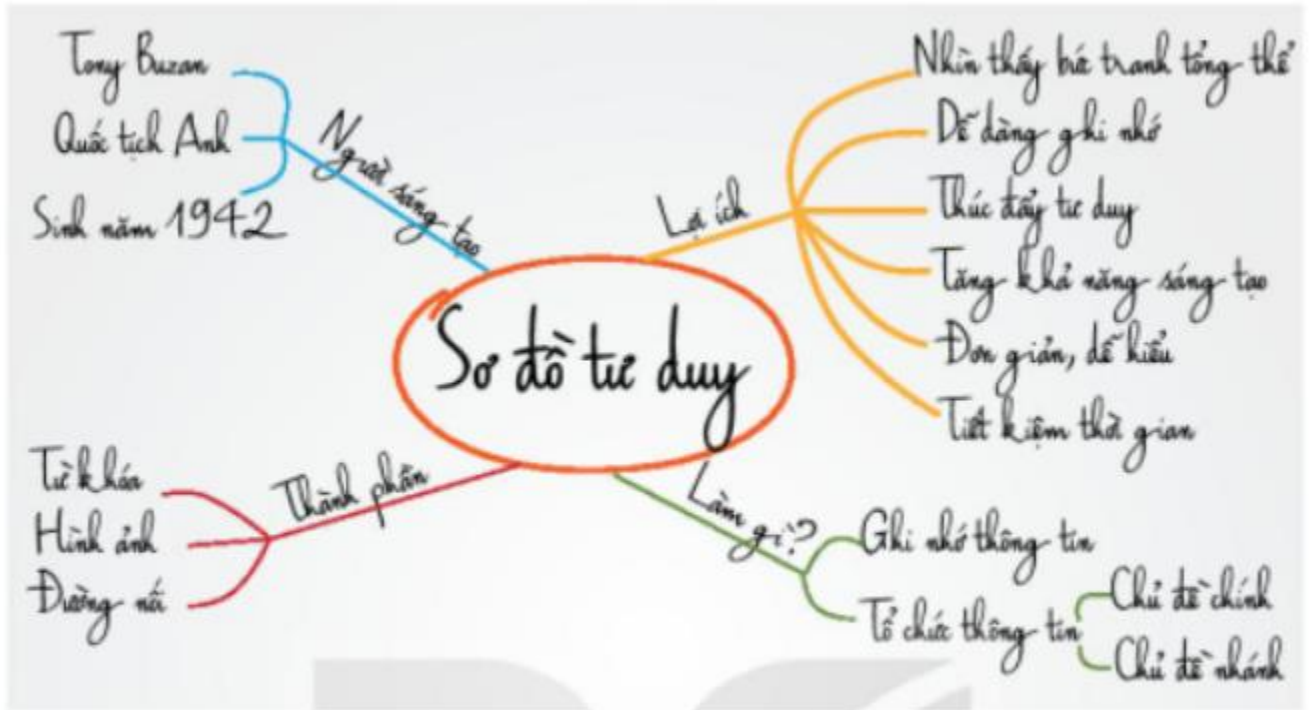 Tony Buzan
Quốc tịch Anh
Sinh năm 1942
Người sáng tạo
Lợi ích
Nhìn thấy bức tranh tổng thể
Dễ dàng ghi nhớ
Thúc đẩy tư duy
Tăng khả năng sáng tạo
Đơn giản, dễ hiểu
Tiết kiệm thời gian
Sơ đồ tư duy
Thành phần
Từ khóa
Hình ảnh
Đường nối
Làm gì?
Ghi nhớ thông tin
Tổ chức thông tin
Chủ đề chính
Chủ đề nhánh